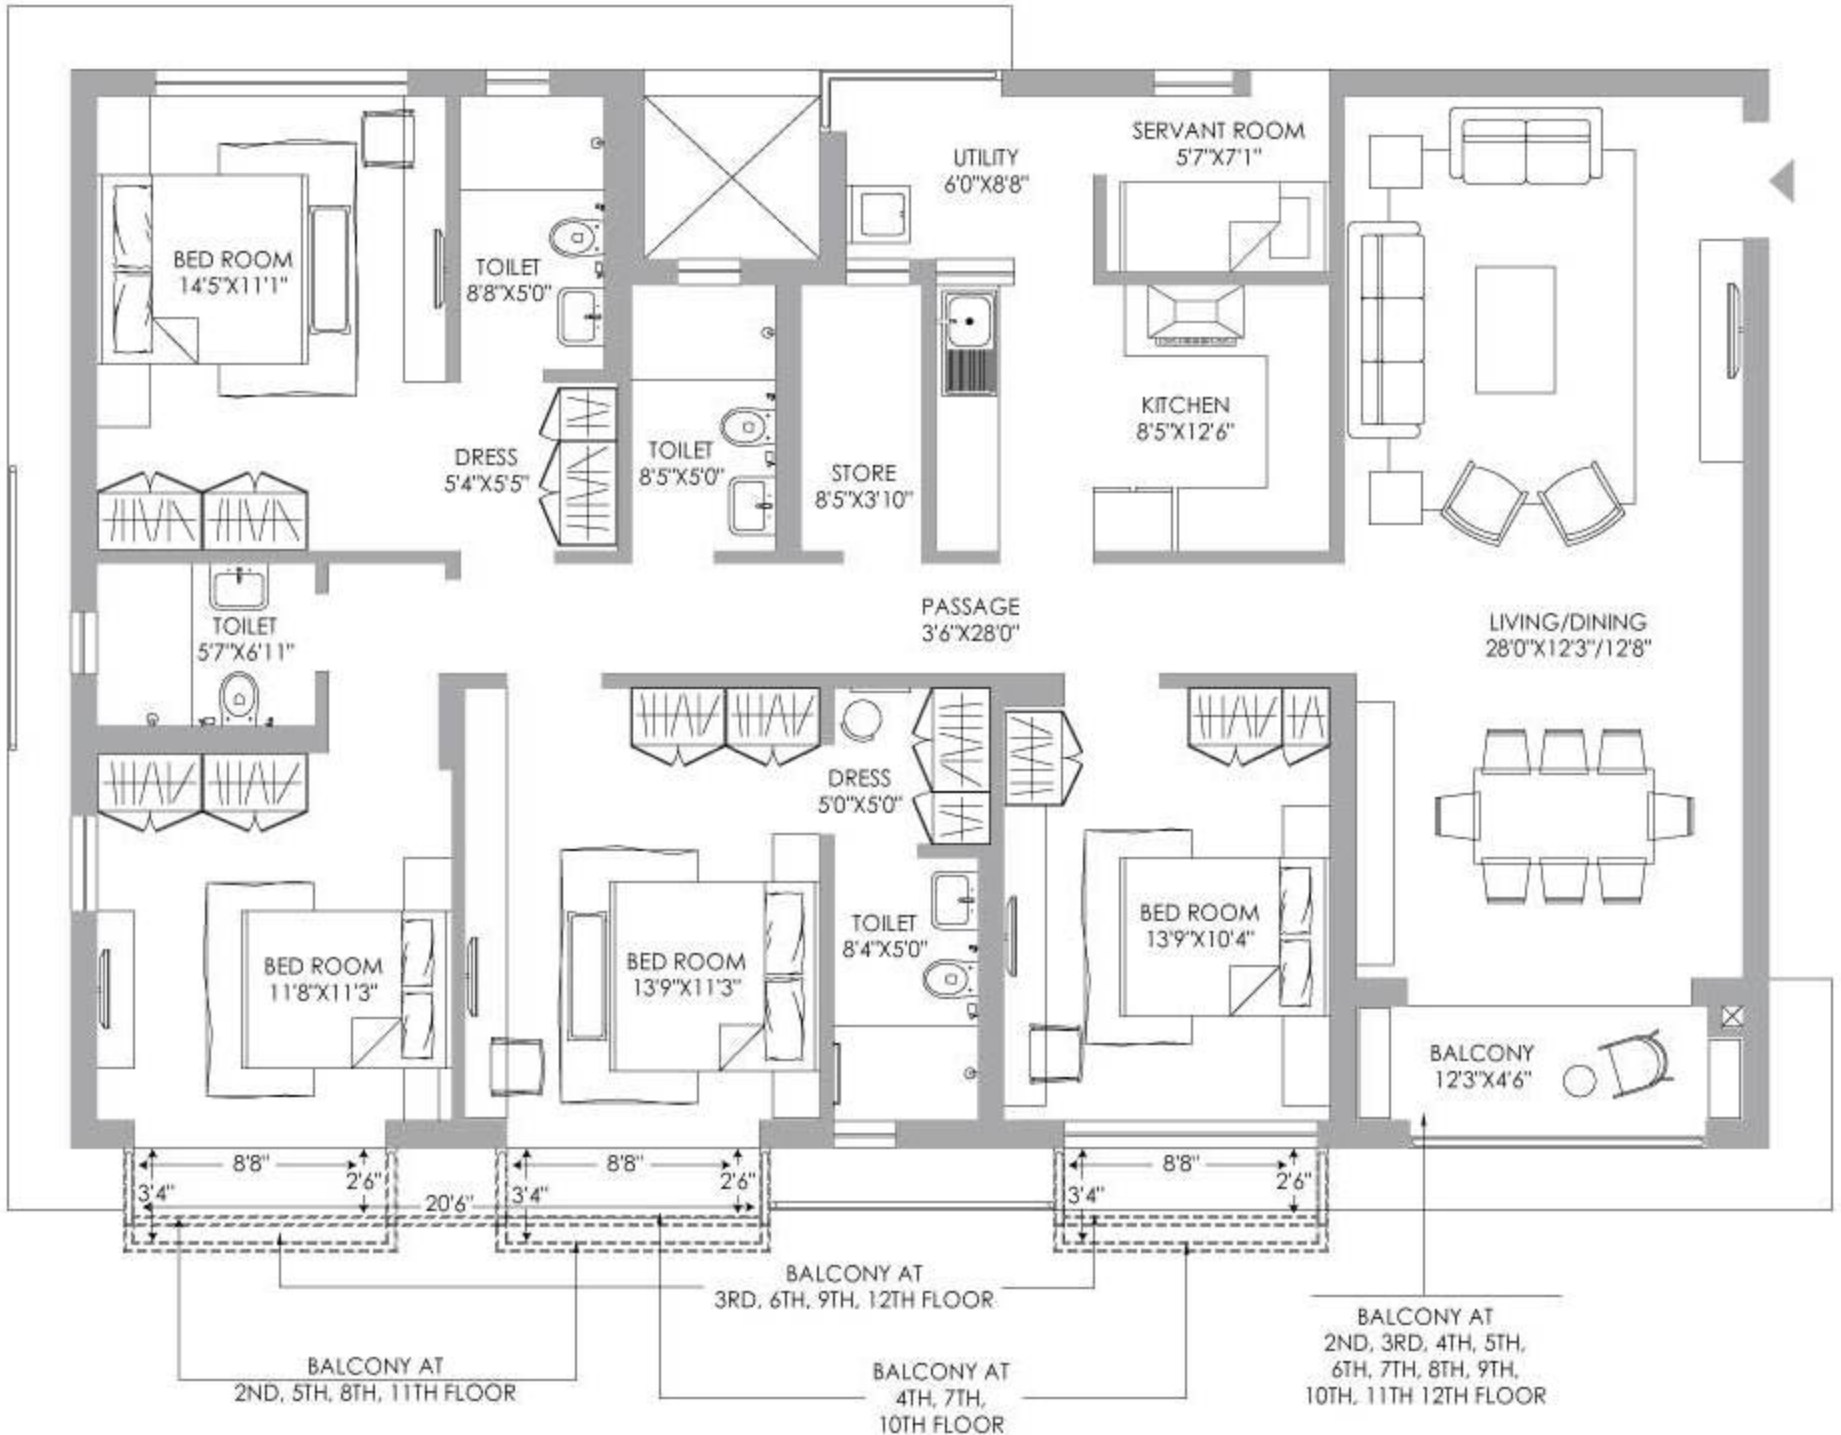 SERVANT ROOM
5'7"X7'1"
UTILITY
6'0"X8'8"
BED ROOM
14'5"X11'1"
TOILET
8'8"X5'0"
KITCHEN
8'5"X12'6"
DRESS
5'4"X5'5"
TOILET
8'5"X5'0"
STORE
8'5"X3'10"
PASSAGE
3'6"X28'0"
LIVING/DINING
28'0"X12'3"/12'8"
TOILET
5'7"X6'11"
DRESS
5'0"X5'0"
BED ROOM
11'8"X11'3"
BED ROOM
13'9"X11'3"
TOILET
8'4"X5'0"
BED ROOM
13'9"X10'4"
BALCONY
12'3"X4'6"
8'8"
2'6"
3'4"
20'6"
8'8"
2'6"
3'4"
8'8"
2'6"
3'4"
BALCONY AT
3RD, 6TH, 9TH, 12TH FLOOR
BALCONY AT
2ND, 5TH, 8TH, 11TH FLOOR
BALCONY AT
4TH, 7TH,
10TH FLOOR
BALCONY AT
2ND, 3RD, 4TH, 5TH,
6TH, 7TH, 8TH, 9TH,
10TH, 11TH 12TH FLOOR